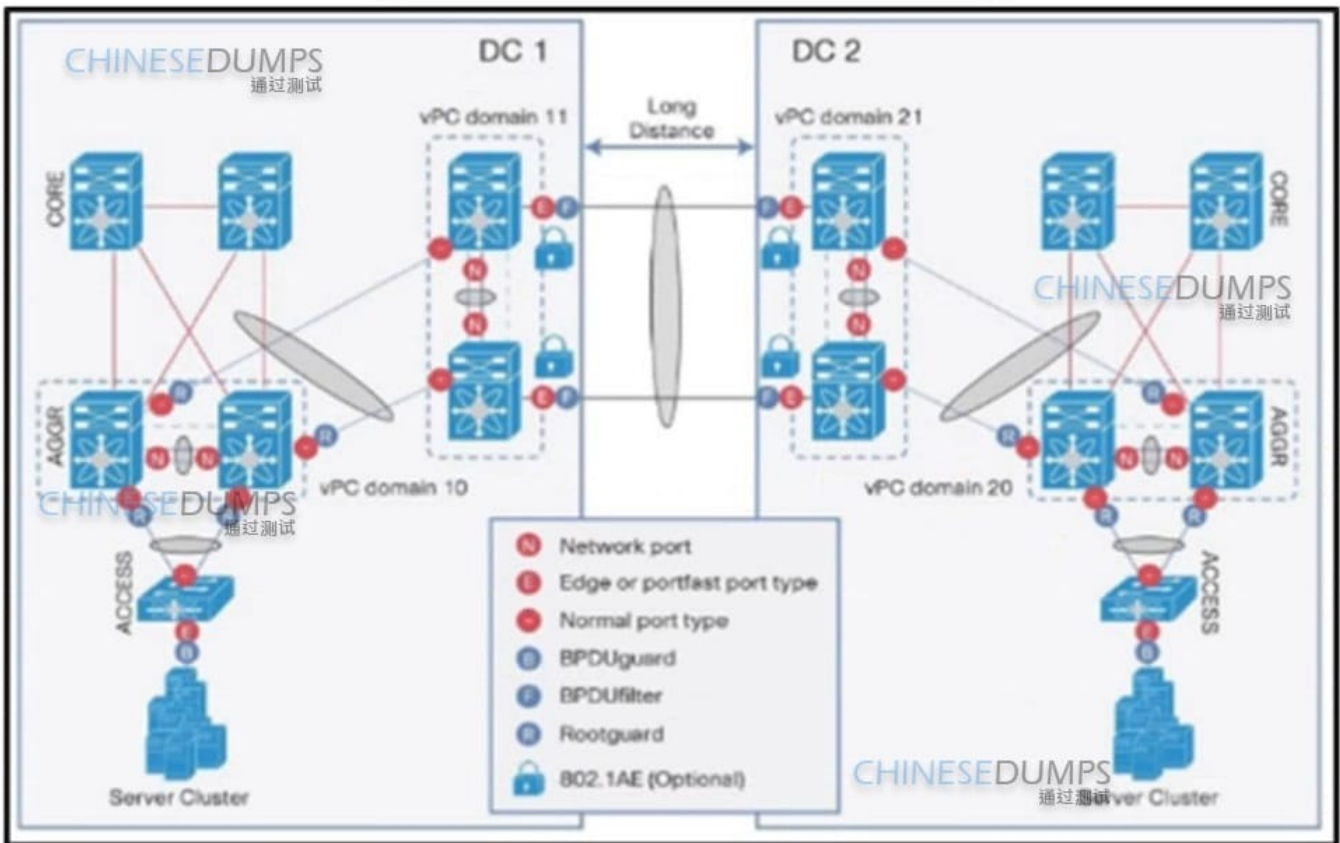 CHINESEDUMPS
通过测试
DC 1
DC 2
vPC domain 11
Long
Distance
vPC domain 21
CORE
CORE
E F
F E
-
N
N
-
-
N
N
-
E F
F E
CHINESEDUMPS
通过测试
AGGR
R
-
N N
- R
vPC domain 10
R
-
R -
N N
vPC domain 20
AGGR
CHINESEDUMPS
通过测试
R
-
-
R R
ACCESS
-
E
B
Server Cluster
N Network port
E Edge or portfast port type
- Normal port type
B BPDUguard
F BPDUfilter
R Rootguard
802.1AE (Optional)
ACCESS
-
E
B
CHINESEDUMPS
通过测试
Server Cluster